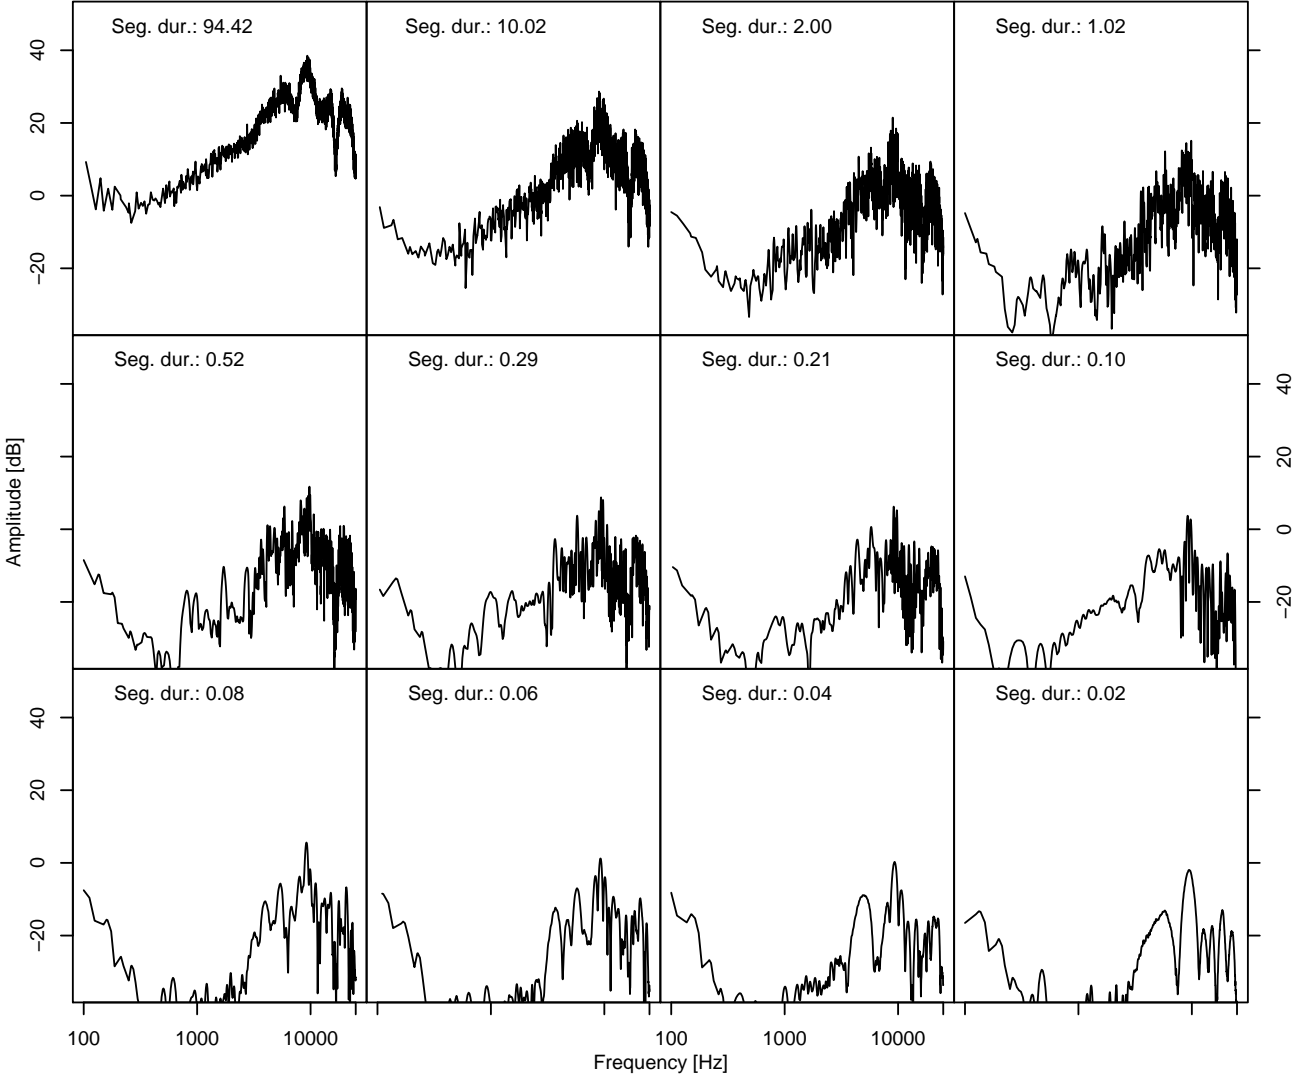 Seg. dur.: 94.42
Seg. dur.: 10.02
Seg. dur.: 2.00
Seg. dur.: 1.02
40
20
0
−20
Seg. dur.: 0.52
Seg. dur.: 0.29
Seg. dur.: 0.21
Seg. dur.: 0.10
40
20
0
−20
Amplitude [dB]
Seg. dur.: 0.08
Seg. dur.: 0.06
Seg. dur.: 0.04
Seg. dur.: 0.02
40
20
0
−20
100 1000 10000 100 1000 10000
Frequency [Hz]